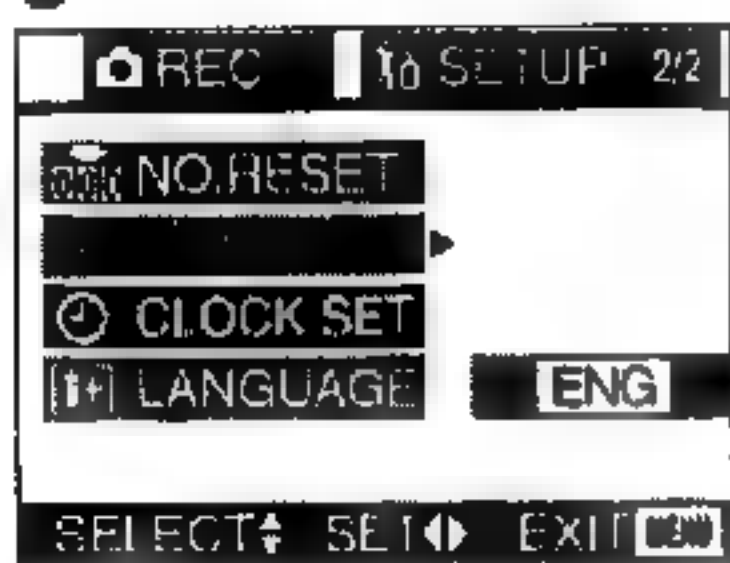 REC SETUP 2/2
NO.RESET
CLOCK SET
LANGUAGE ENG
SELECT SET EXIT